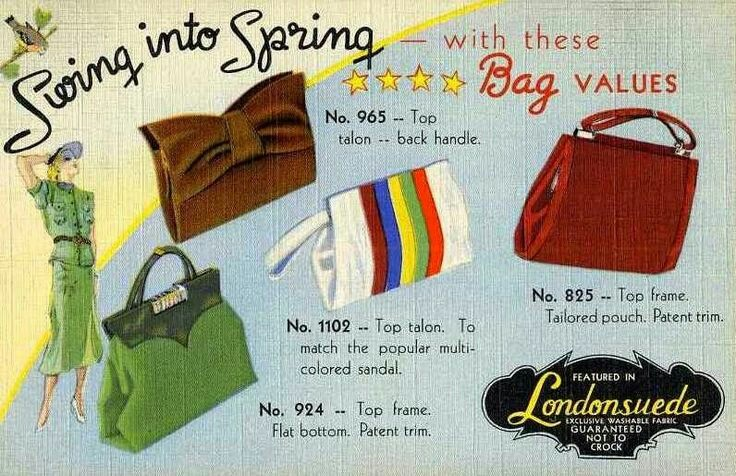 Swing into Spring — with these
Bag VALUES
No. 965 -- Top
talon -- back handle.
No. 1102 -- Top talon. To
match the popular multi-
colored sandal.
No. 825 -- Top frame.
Tailored pouch. Patent trim.
No. 924 -- Top frame.
Flat bottom. Patent trim.
FEATURED IN
Londonsuede
EXCLUSIVE WASHABLE FABRIC
GUARANTEED
NOT TO
CROCK